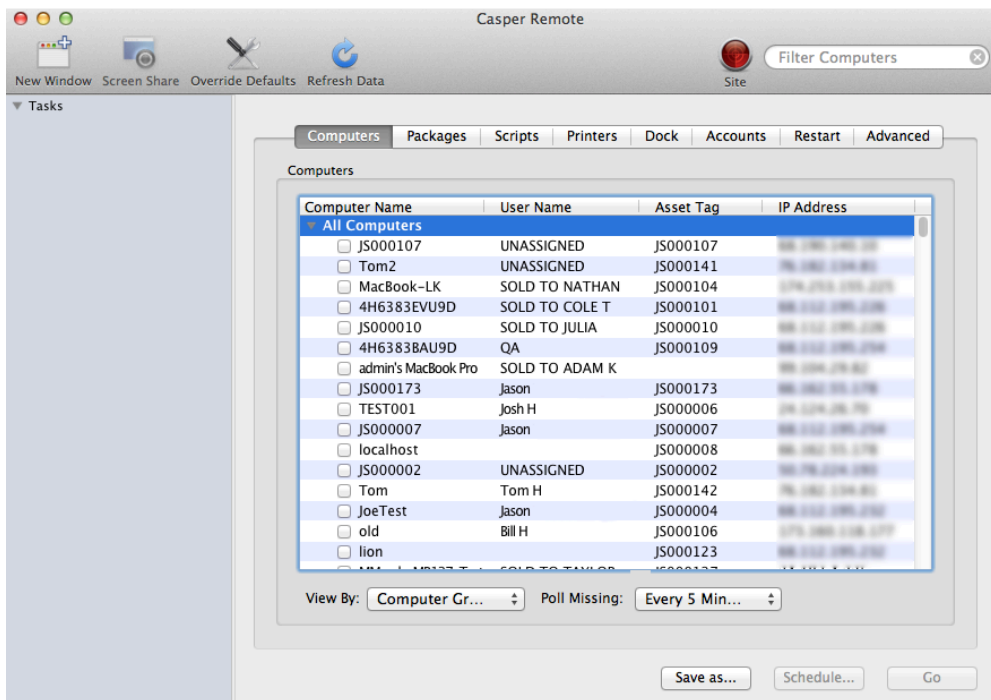 Casper Remote
New Window Screen Share Override Defaults Refresh Data Site Filter Computers
Tasks
Computers Packages Scripts Printers Dock Accounts Restart Advanced
Computers
Computer Name User Name Asset Tag IP Address
All Computers
JS000107 UNASSIGNED JS000107
Tom2 UNASSIGNED JS000141
MacBook-LK SOLD TO NATHAN JS000104
4H6383EVU9D SOLD TO COLE T JS000101
JS000010 SOLD TO JULIA JS000010
4H6383BAU9D QA JS000109
admin's MacBook Pro SOLD TO ADAM K
JS000173 Jason JS000173
TEST001 Josh H JS000006
JS000007 Jason JS000007
localhost JS000008
JS000002 UNASSIGNED JS000002
Tom Tom H JS000142
JoeTest Jason JS000004
old Bill H JS000106
lion JS000123
View By: Computer Gr... Poll Missing: Every 5 Min...
Save as... Schedule... Go